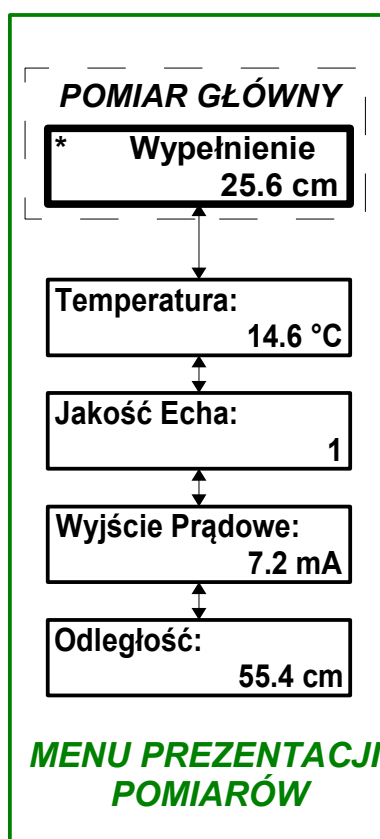 POMIAR GŁÓWNY
* Wypełnienie
25.6 cm
Temperatura:
14.6 °C
Jakość Echa:
1
Wyjście Prądowe:
7.2 mA
Odległość:
55.4 cm
MENU PREZENTACJI
POMIARÓW